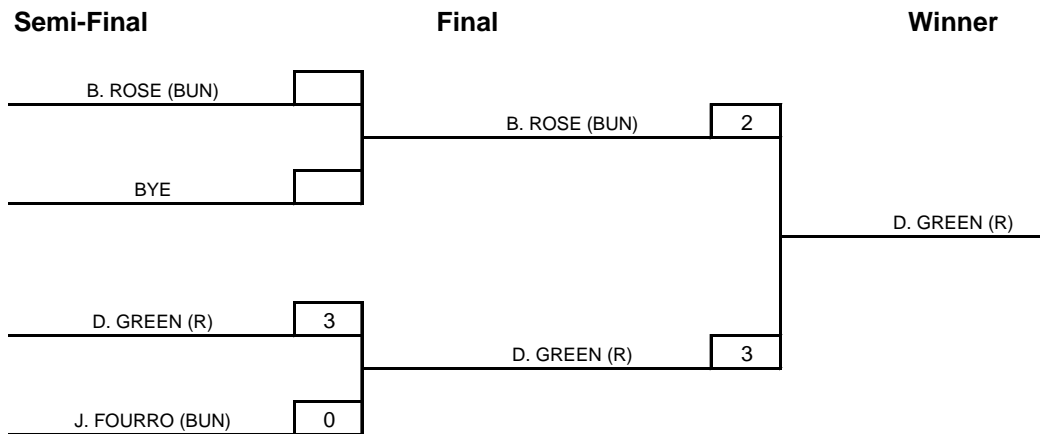 Semi-Final Final Winner
B. ROSE (BUN)
B. ROSE (BUN) 2
BYE
D. GREEN (R)
D. GREEN (R) 3
D. GREEN (R) 3
J. FOURRO (BUN) 0